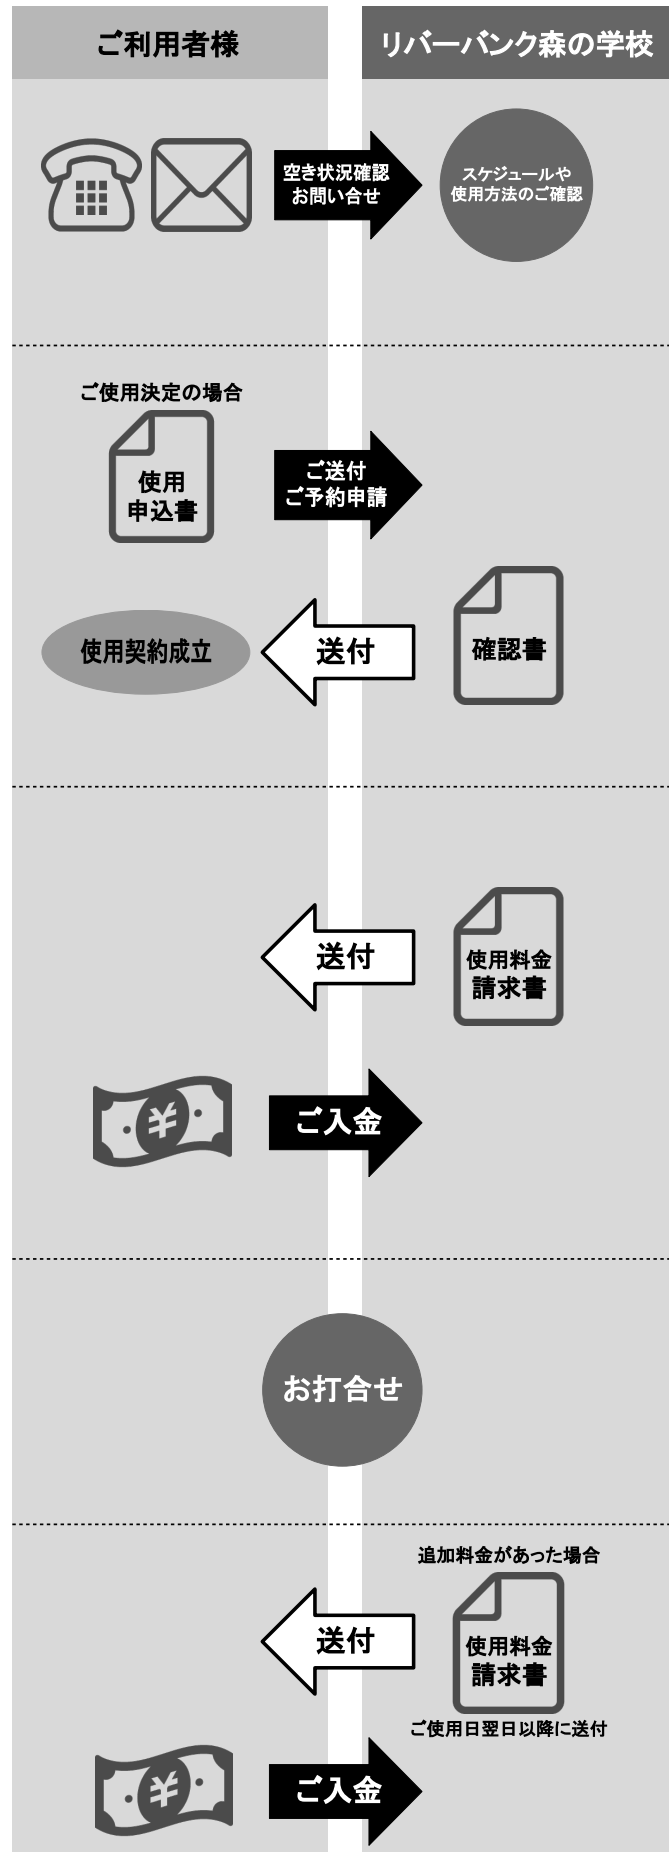 ご利用者様
リバーバンク森の学校
空き状況確認
お問い合せ
スケジュールや
使用方法のご確認
ご使用決定の場合
使用
申込書
ご送付
ご予約申請
使用契約成立
送付
確認書
送付
使用料金
請求書
¥
ご入金
お打合せ
追加料金があった場合
送付
使用料金
請求書
ご使用日翌日以降に送付
¥
ご入金